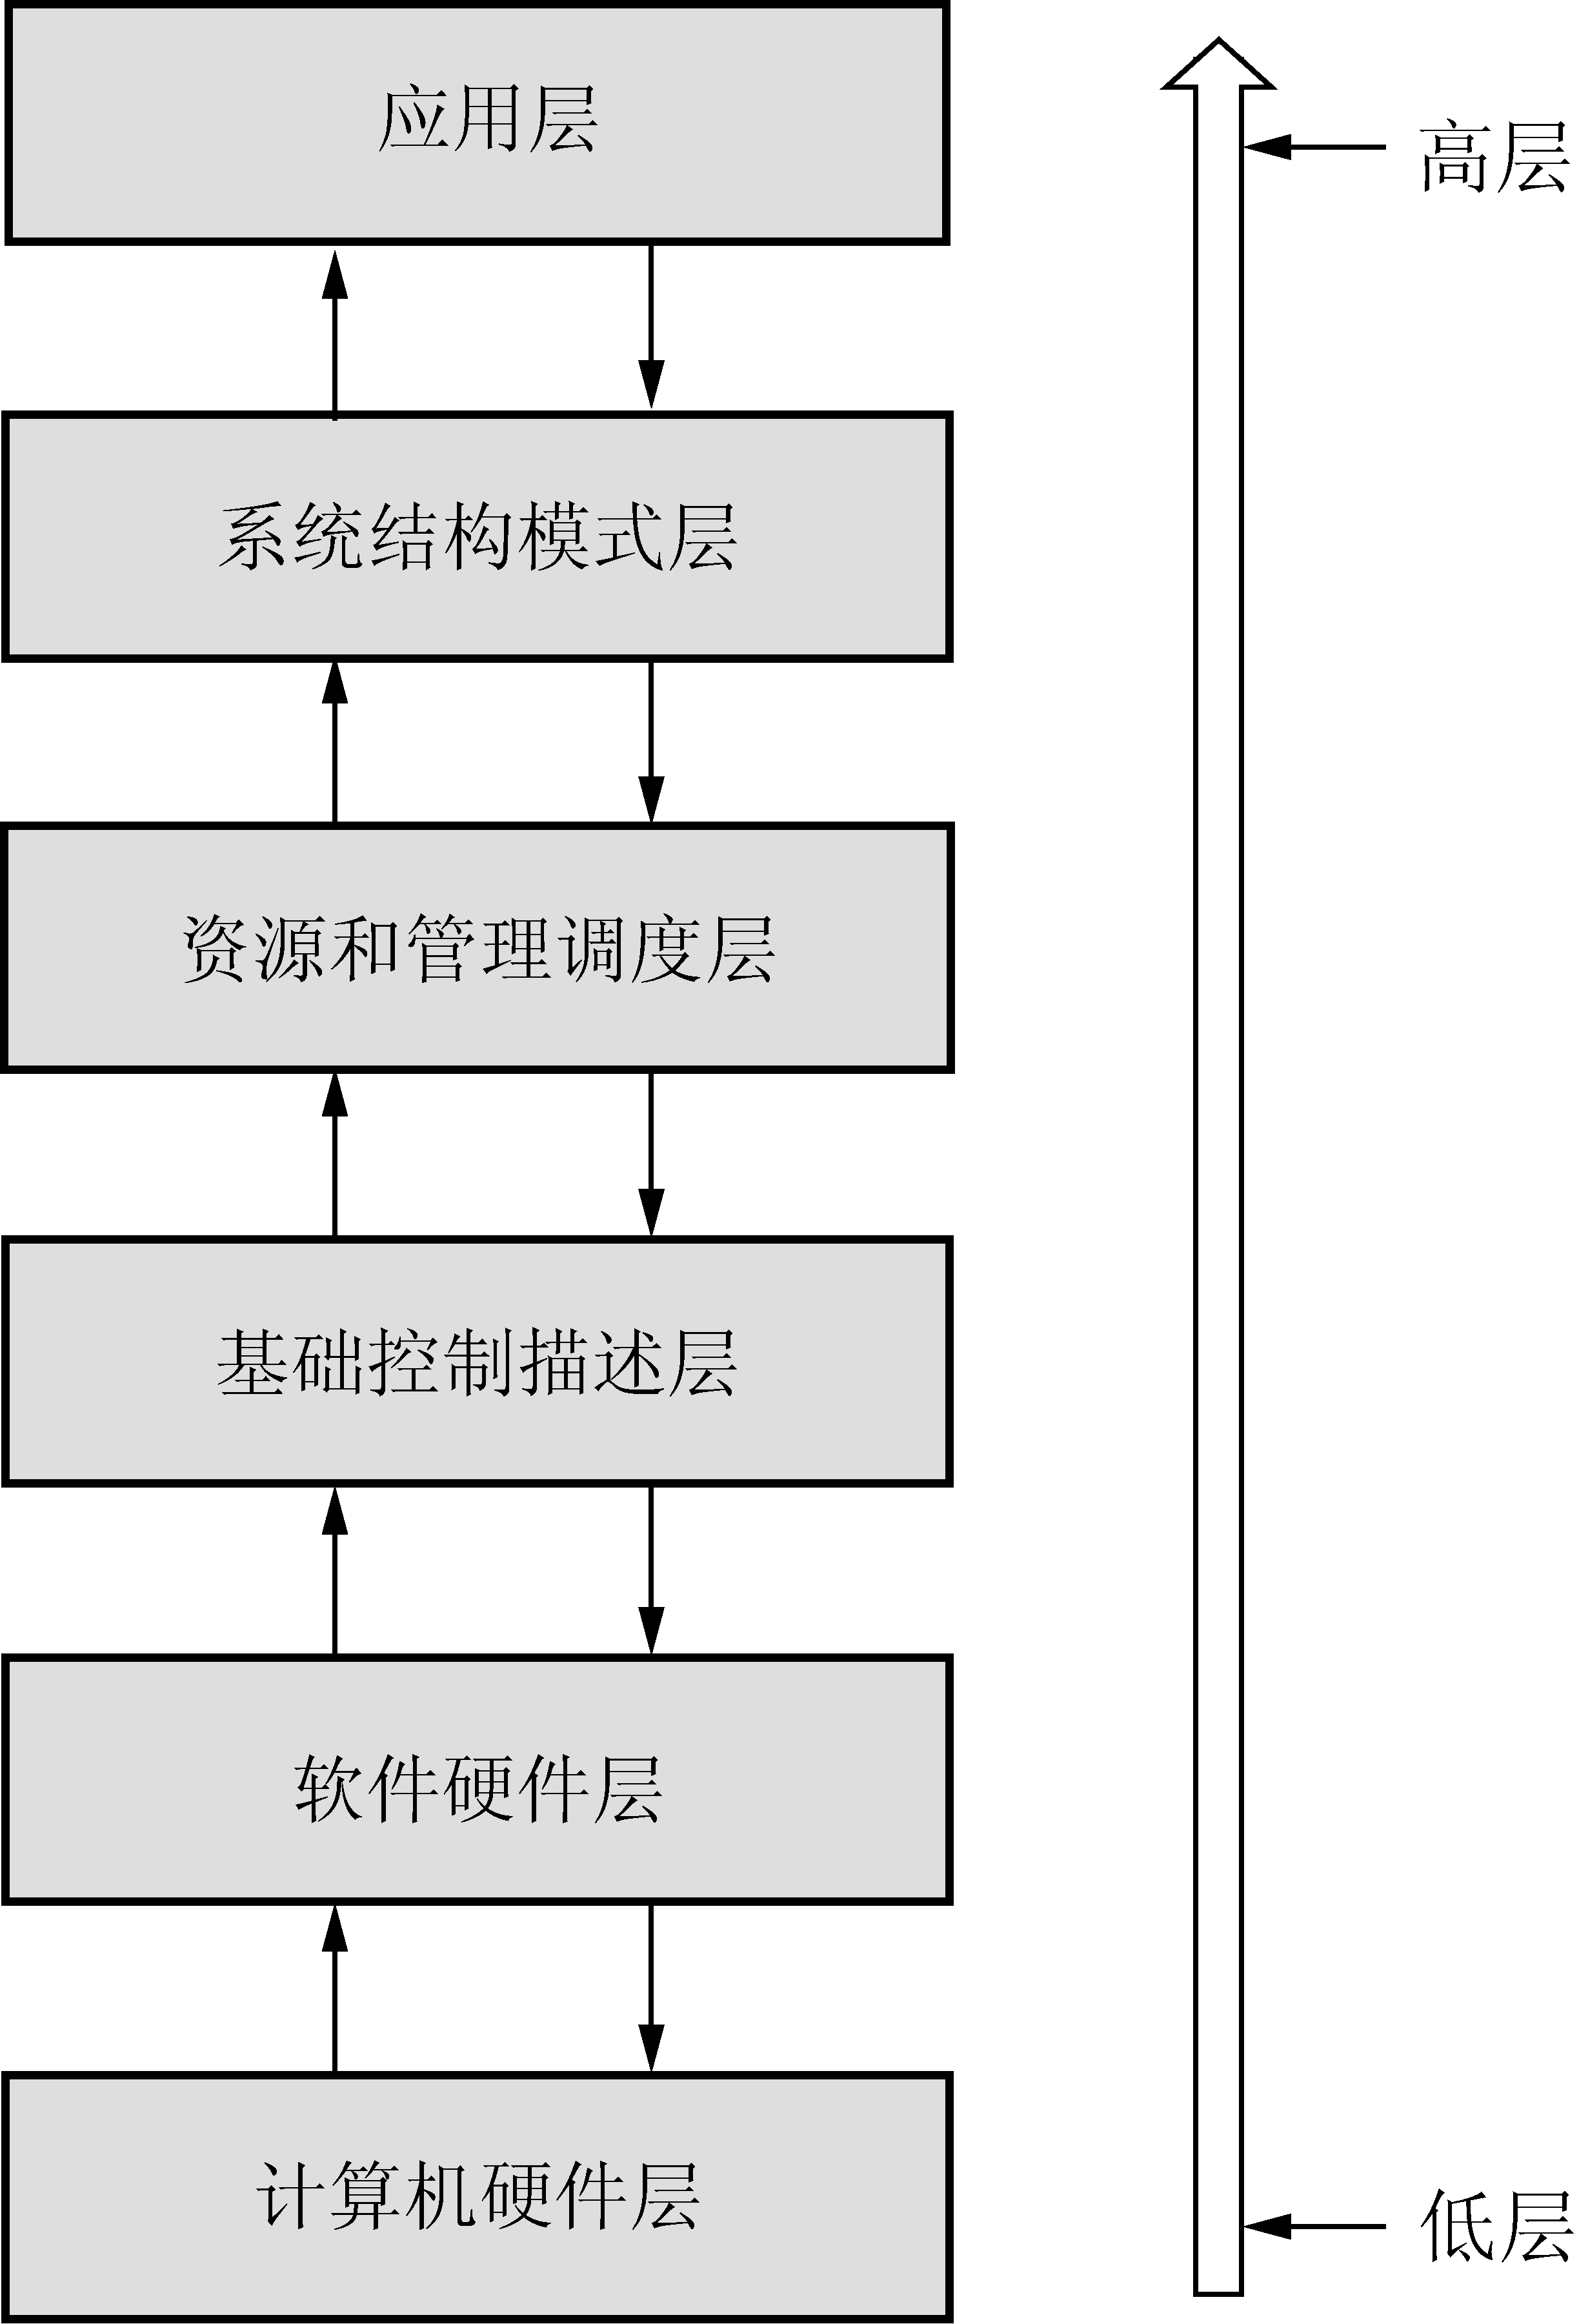 应用层
高层
系统结构模式层
资源和管理调度层
基础控制描述层
软件硬件层
计算机硬件层
低层